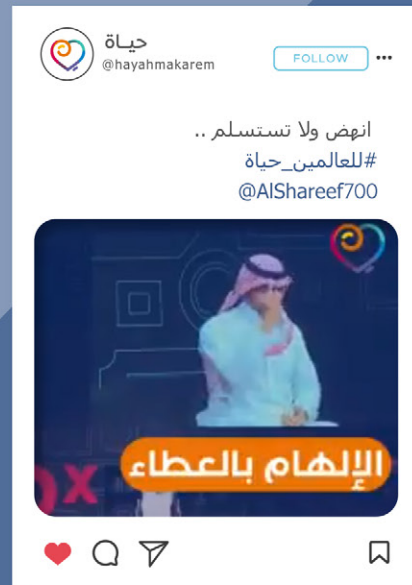 حيـاة
@hayahmakarem
FOLLOW
انهض ولا تستسلم ..
#للعالمين_حياة
@AlShareef700
الإلهام بالعطاء